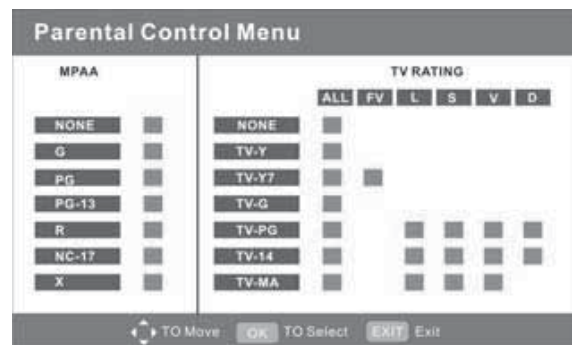 Parental Control Menu
MPAA
TV RATING
ALL FV L S V D
NONE NONE
G TV-Y
PG TV-Y7
PG-13 TV-G
R TV-PG
NC-17 TV-14
X TV-MA
TO Move OK TO Select EXIT Exit